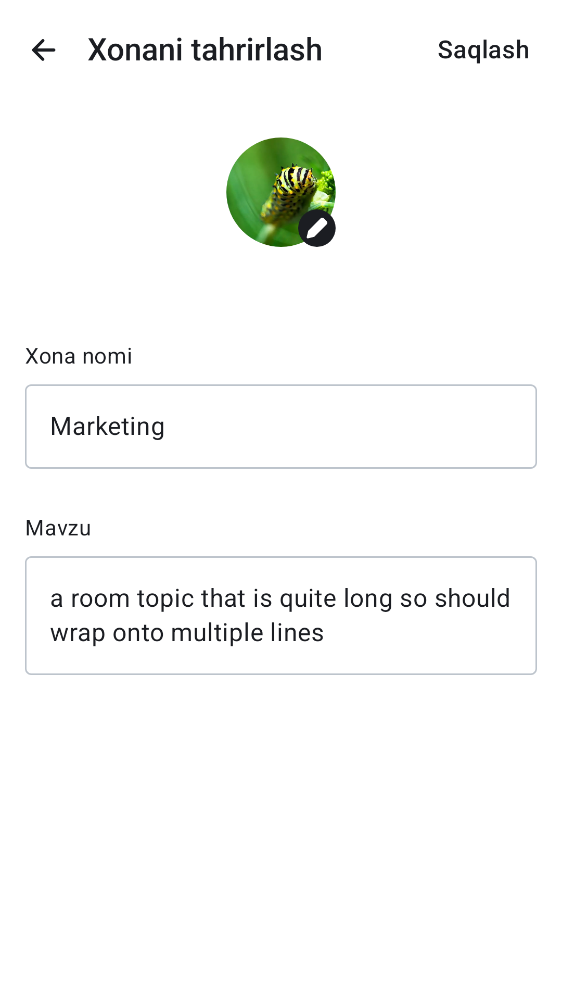 Xonani tahrirlash
Saqlash
Xona nomi
Marketing
Mavzu
a room topic that is quite long so should
wrap onto multiple lines